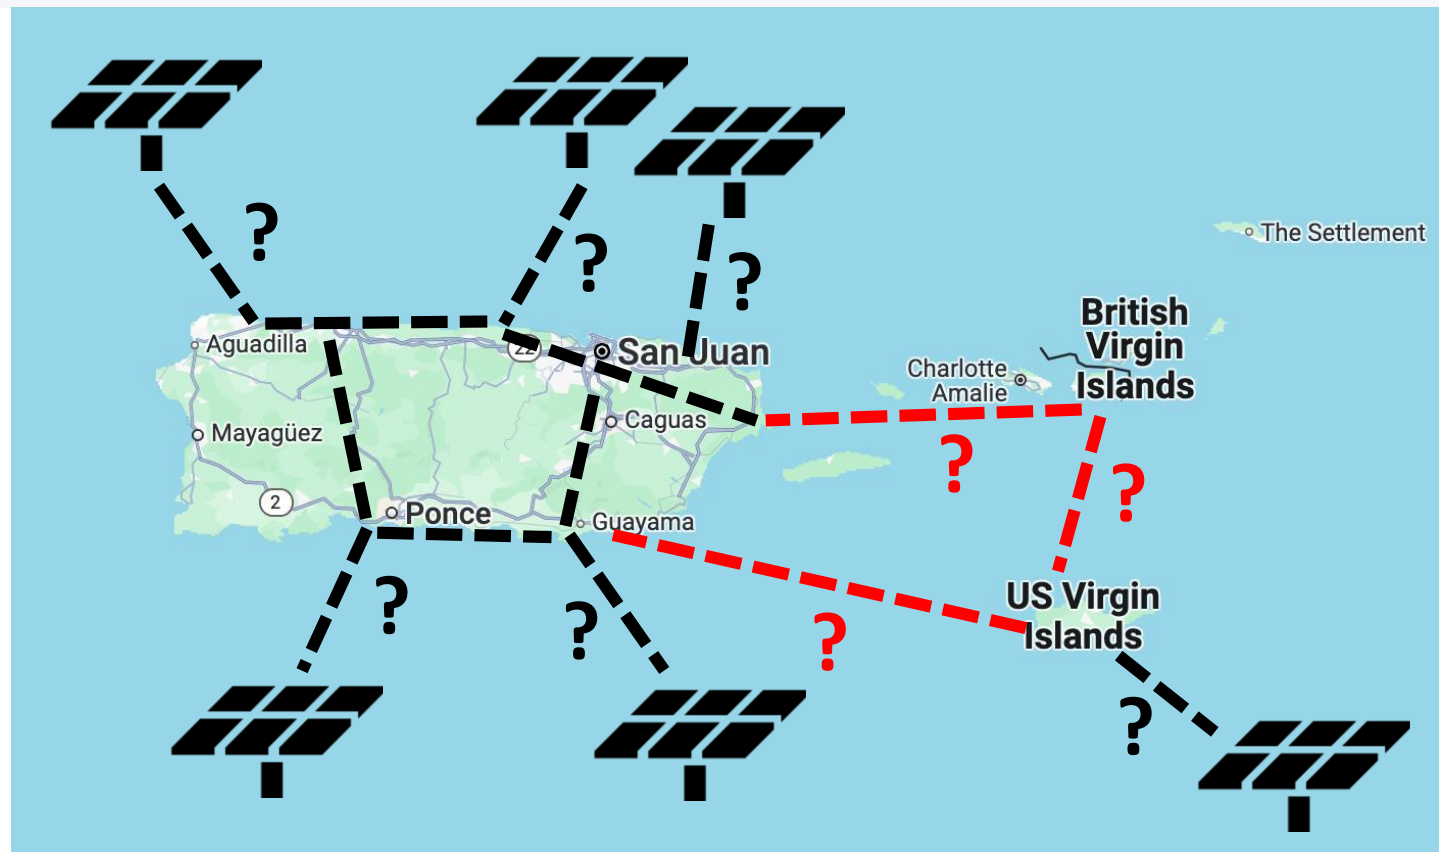 ?
?
?
The Settlement
British
Virgin
Islands
Aguadilla
22
San Juan
Charlotte
Amalie
Mayagüez
Caguas
?
?
2
Ponce
Guayama
?
?
?
US Virgin
Islands
?